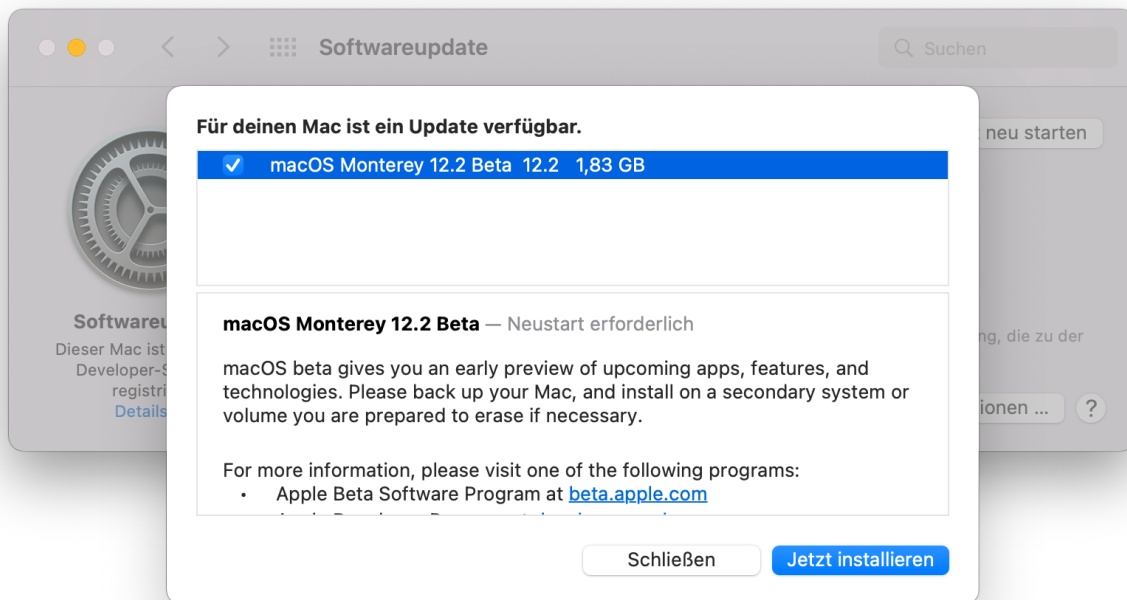 Softwareupdate
Suchen
Für deinen Mac ist ein Update verfügbar.
neu starten
macOS Monterey 12.2 Beta 12.2 1,83 GB
macOS Monterey 12.2 Beta — Neustart erforderlich
macOS beta gives you an early preview of upcoming apps, features, and
technologies. Please back up your Mac, and install on a secondary system or
volume you are prepared to erase if necessary.
For more information, please visit one of the following programs:
• Apple Beta Software Program at beta.apple.com
Dieser Mac ist
Details
die zu der
?
Schließen
Jetzt installieren